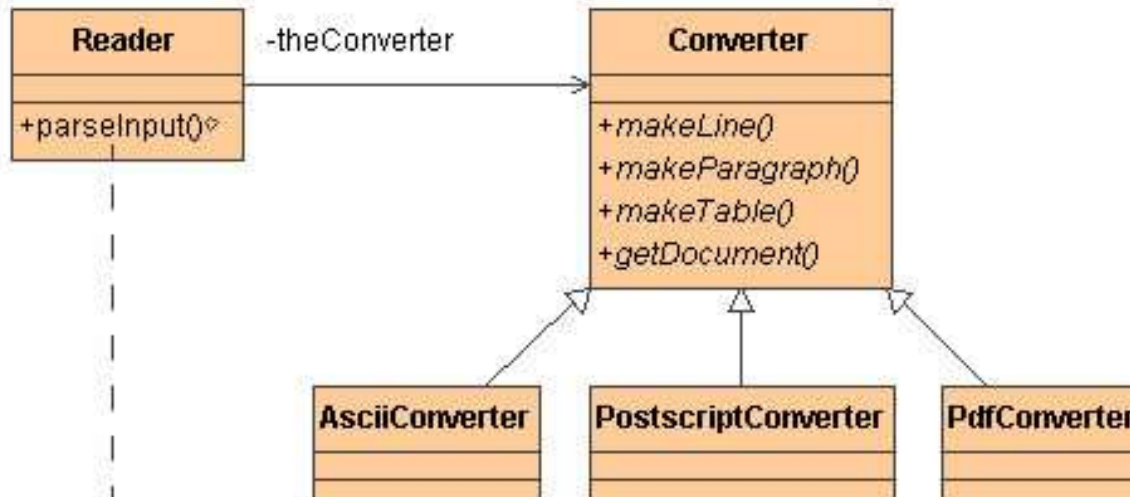 Reader
-theConverter
Converter
+parseInput()
+makeLine()
+makeParagraph()
+makeTable()
+getDocument()
AsciiConverter
PostscriptConverter
PdfConverter